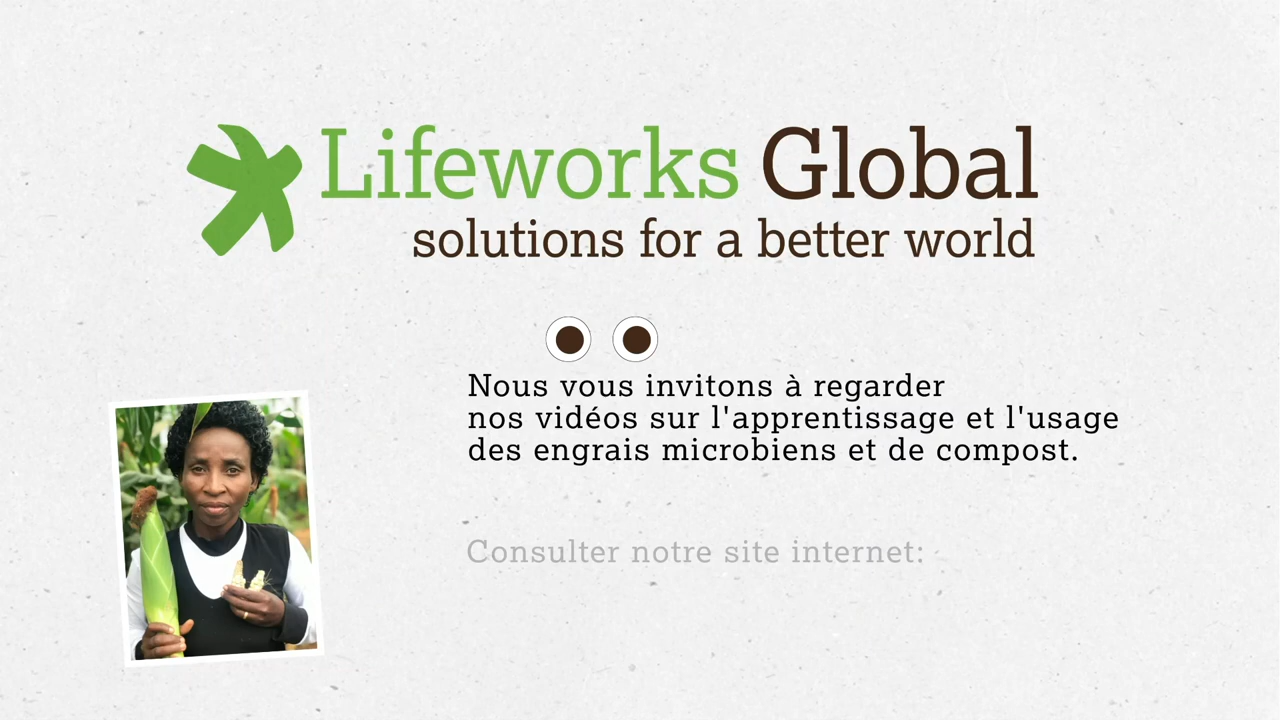 Lifeworks Global
solutions for a better world
Nous vous invitons à regarder
nos vidéos sur l'apprentissage et l'usage
des engrais microbiens et de compost.
Consulter notre site internet: